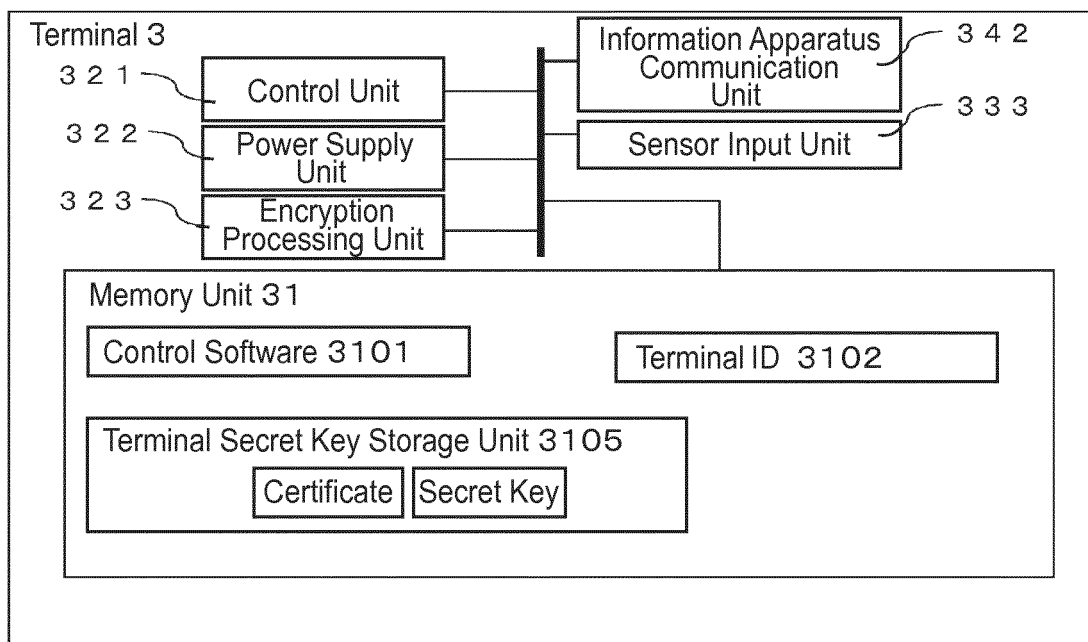 Terminal 3
321
Control Unit
322
Power Supply
Unit
323
Encryption
Processing Unit
Information Apparatus
Communication
Unit
342
Sensor Input Unit
333
Memory Unit 31
Control Software 3101
Terminal ID 3102
Terminal Secret Key Storage Unit 3105
Certificate
Secret Key